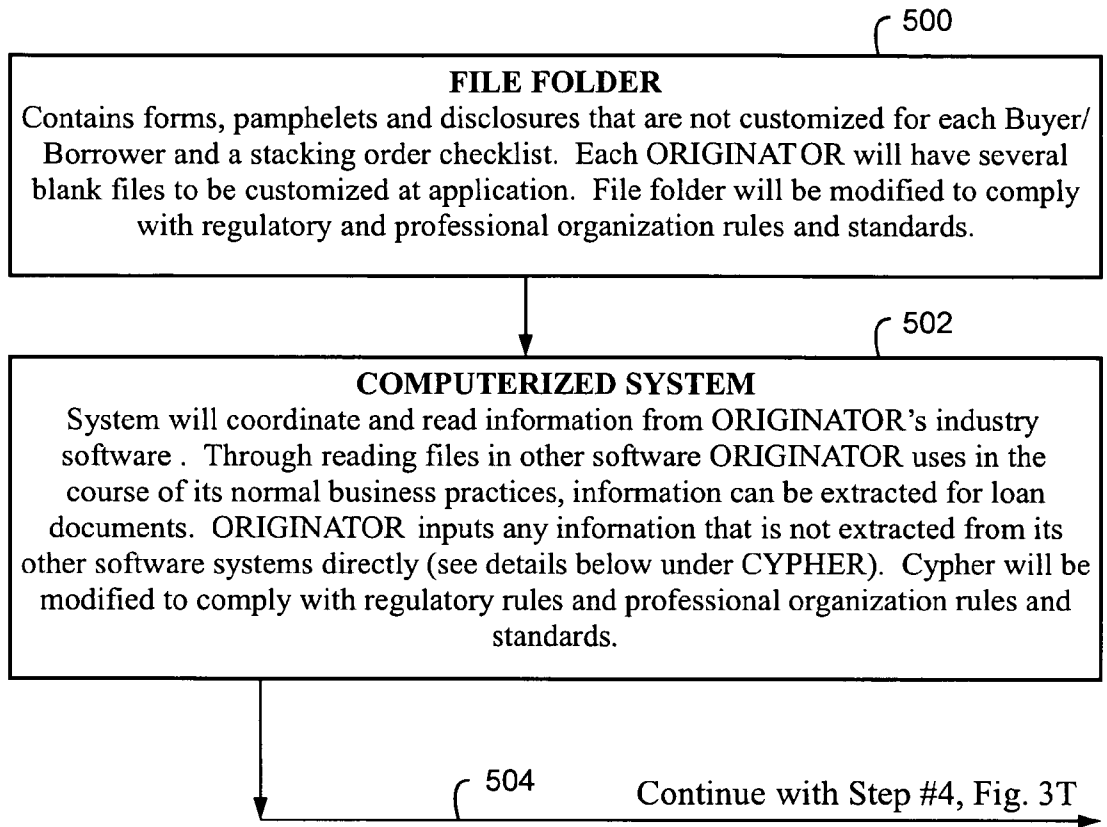 500
FILE FOLDER
Contains forms, pamphelets and disclosures that are not customized for each Buyer/
Borrower and a stacking order checklist. Each ORIGINATOR will have several
blank files to be customized at application. File folder will be modified to comply
with regulatory and professional organization rules and standards.
502
COMPUTERIZED SYSTEM
System will coordinate and read information from ORIGINATOR's industry
software . Through reading files in other software ORIGINATOR uses in the
course of its normal business practices, information can be extracted for loan
documents. ORIGINATOR inputs any infornation that is not extracted from its
other software systems directly (see details below under CYPHER). Cypher will be
modified to comply with regulatory rules and professional organization rules and
standards.
504
Continue with Step #4, Fig. 3T